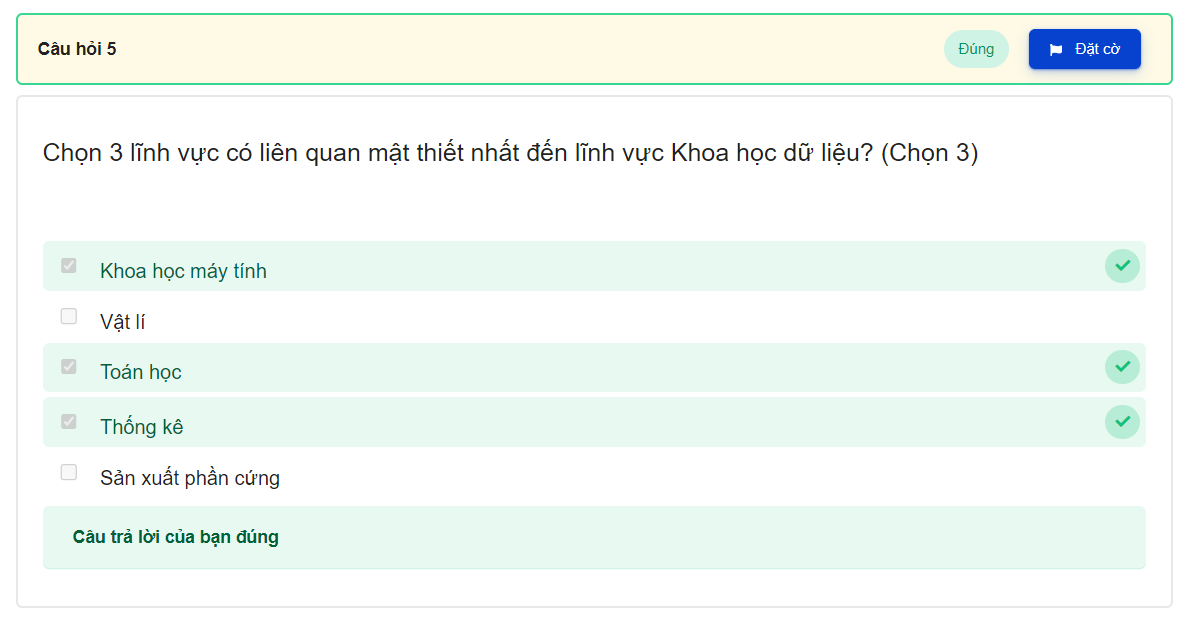 Câu hỏi 5
Đúng
Đặt cờ
Chọn 3 lĩnh vực có liên quan mật thiết nhất đến lĩnh vực Khoa học dữ liệu? (Chọn 3)
Khoa học máy tính
Vật lí
Toán học
Thống kê
Sản xuất phần cứng
Câu trả lời của bạn đúng